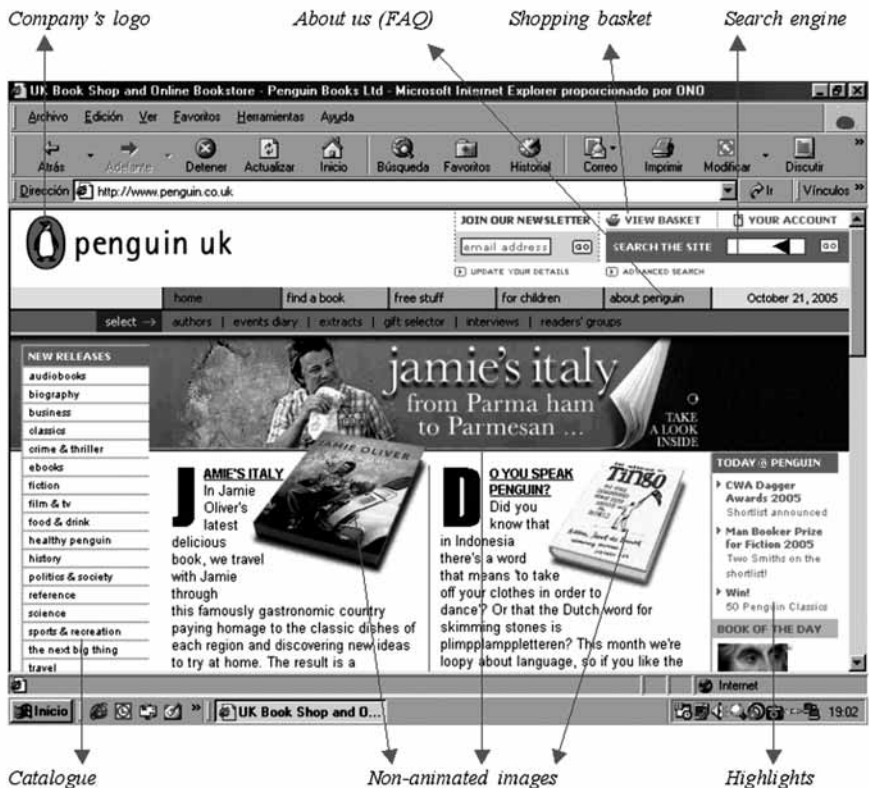 Company's logo About us (FAQ) Shopping basket Search engine
UK Book Shop and Online Bookstore - Penguin Books Ltd - Microsoft Internet Explorer proporcionado por ONO
Archivo Edición Ver Favoritos Herramientas Ayuda
Atrás Adelante Detener Actualizar Inicio Búsqueda Favoritos Historial Correo Imprimir Modificar Discutir
Dirección http://www.penguin.co.uk Ir Vínculos »
JOIN OUR NEWSLETTER VIEW BASKET YOUR ACCOUNT
penguin uk
email address GO SEARCH THE SITE GO
UPDATE YOUR DETAILS ADVANCED SEARCH
home find a book free stuff for children about penguin October 21, 2005
select → authors | events diary | extracts | gift selector | interviews | readers' groups
jamie's italy
from Parma ham
to Parmesan ...
TAKE
A LOOK
INSIDE
NEW RELEASES
audiobooks
biography
business
classics
crime & thriller
ebooks
fiction
film & tv
food & drink
healthy penguin
history
politics & society
reference
science
sports & recreation
the next big thing
travel
JAMIE'S ITALY
In Jamie
Oliver's
latest
delicious
book, we travel
with Jamie
through
this famously gastronomic country
paying homage to the classic dishes of
each region and discovering new ideas
to try at home. The result is a
JAMIE OLIVER
DO YOU SPEAK
PENGUIN?
Did you
know that
in Indonesia
there's a word
that means 'to take
off your clothes in order to
dance'? Or that the Dutch word for
skimming stones is
plimpplamppletteren? This month we're
loopy about language, so if you like the
TINGO
TODAY @ PENGUIN
CWA Dagger
Awards 2005
Shortlist announced
Man Booker Prize
for Fiction 2005
Two Smiths on the
shortlist!
Win!
50 Penguin Classics
BOOK OF THE DAY
Internet
Inicio » UK Book Shop and O... 19:02
Catalogue Non-animated images Highlights